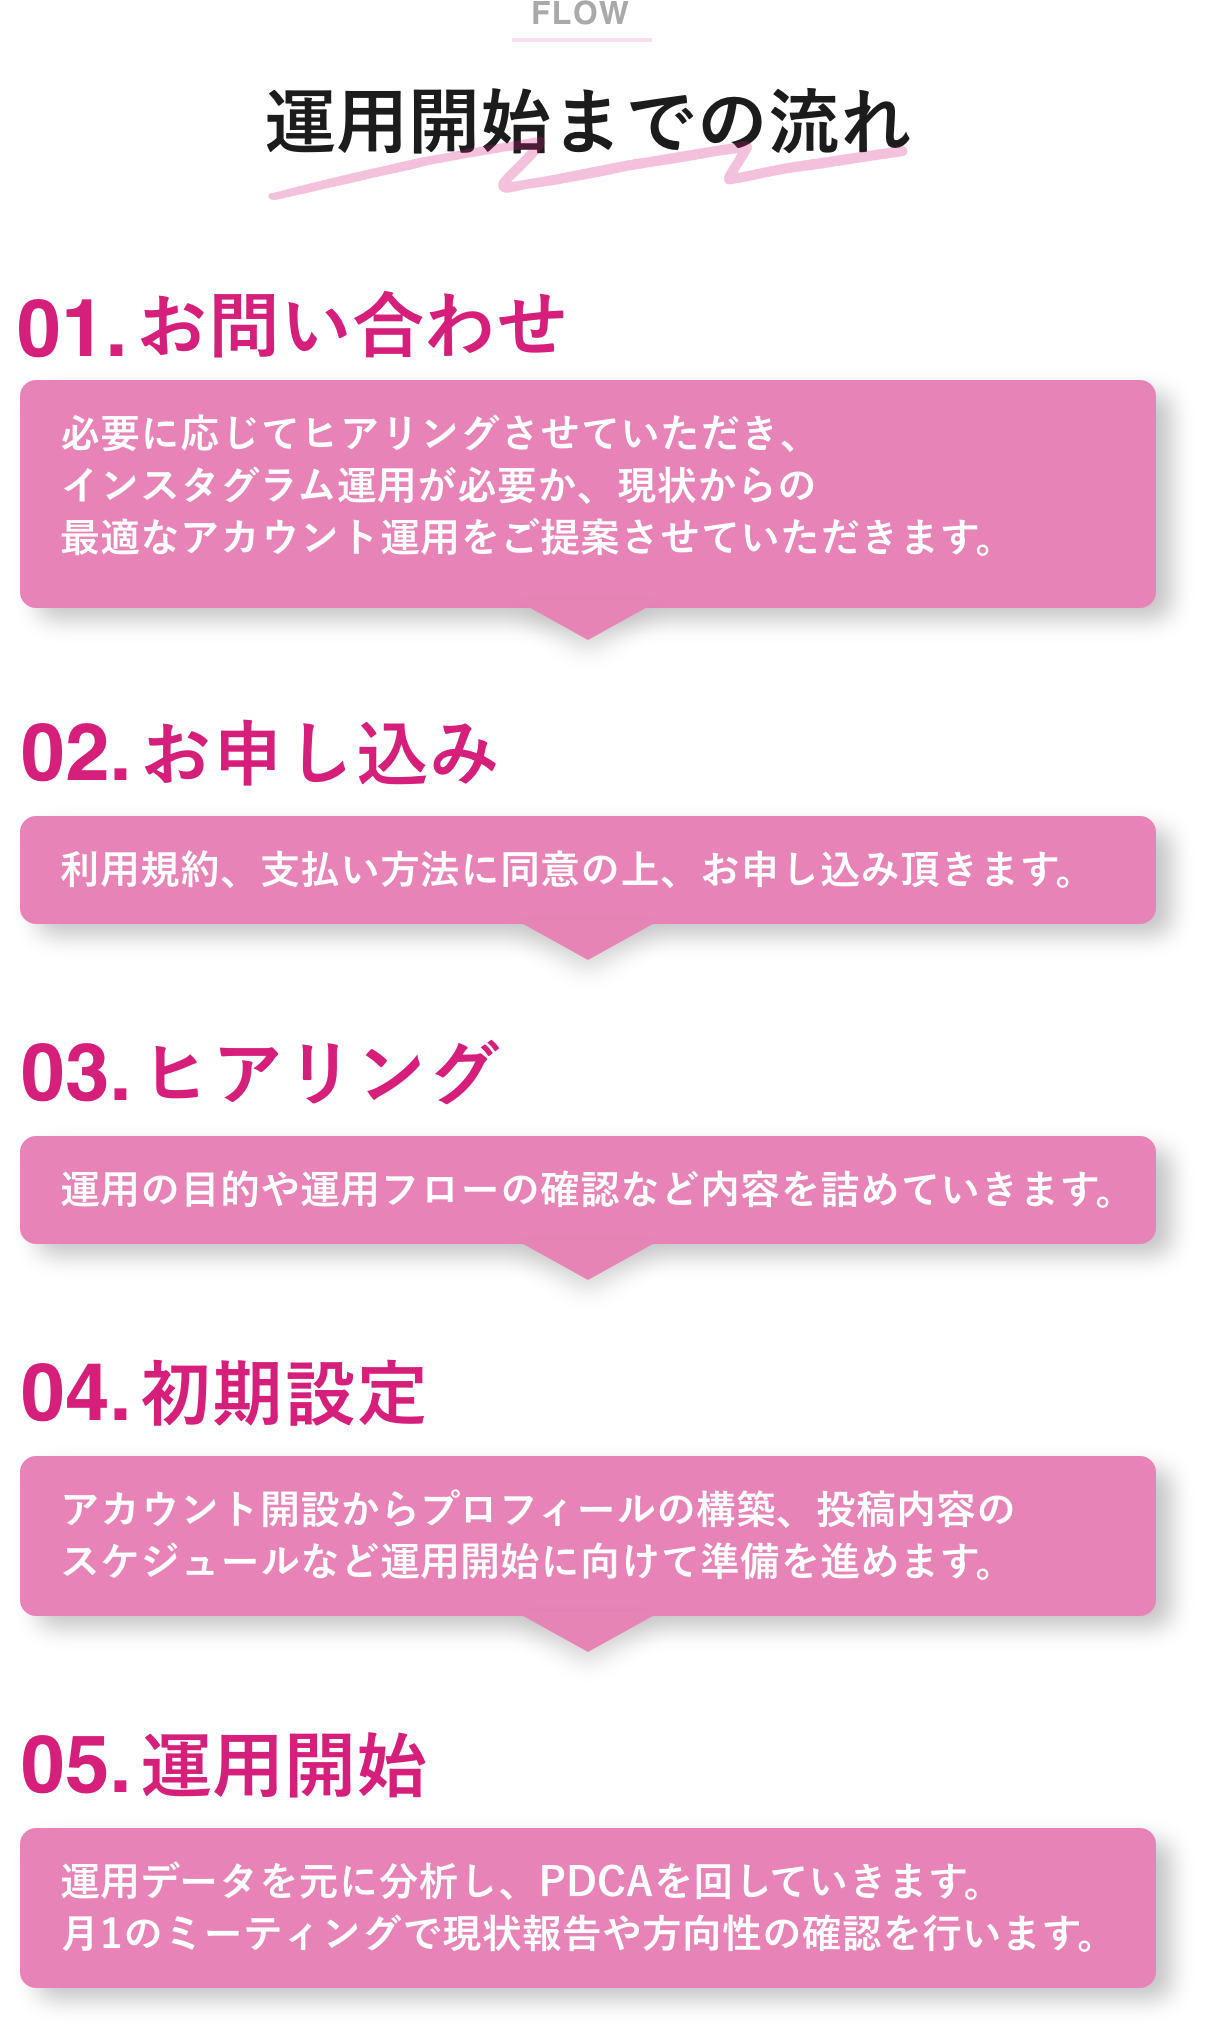 FLOW
運用開始までの流れ
01. お問い合わせ
必要に応じてヒアリングさせていただき、
インスタグラム運用が必要か、現状からの
最適なアカウント運用をご提案させていただきます。
02. お申し込み
利用規約、支払い方法に同意の上、お申し込み頂きます。
03. ヒアリング
運用の目的や運用フローの確認など内容を詰めていきます。
04. 初期設定
アカウント開設からプロフィールの構築、投稿内容の
スケジュールなど運用開始に向けて準備を進めます。
05. 運用開始
運用データを元に分析し、PDCAを回していきます。
月1のミーティングで現状報告や方向性の確認を行います。